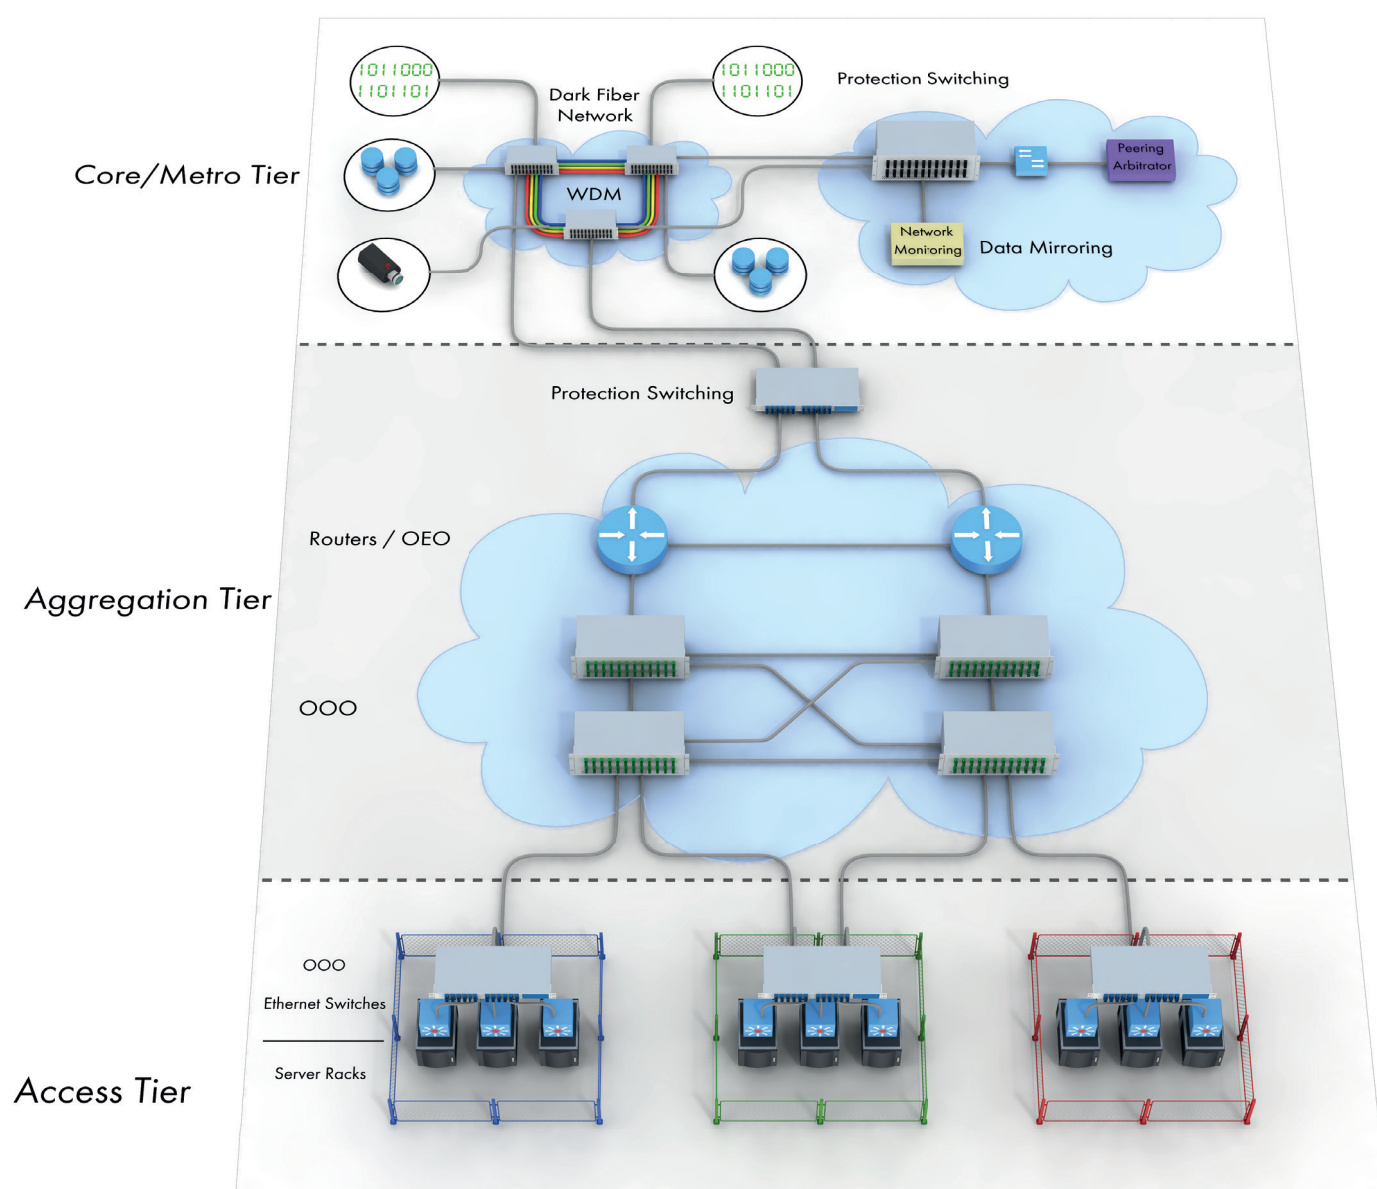 1011000
1101101
Dark Fiber
Network
1011000
1101101
Protection Switching
Core/Metro Tier
WDM
Peering
Arbitrator
Network
Monitoring
Data Mirroring
Protection Switching
Routers / OEO
Aggregation Tier
OOO
OOO
Ethernet Switches
Server Racks
Access Tier